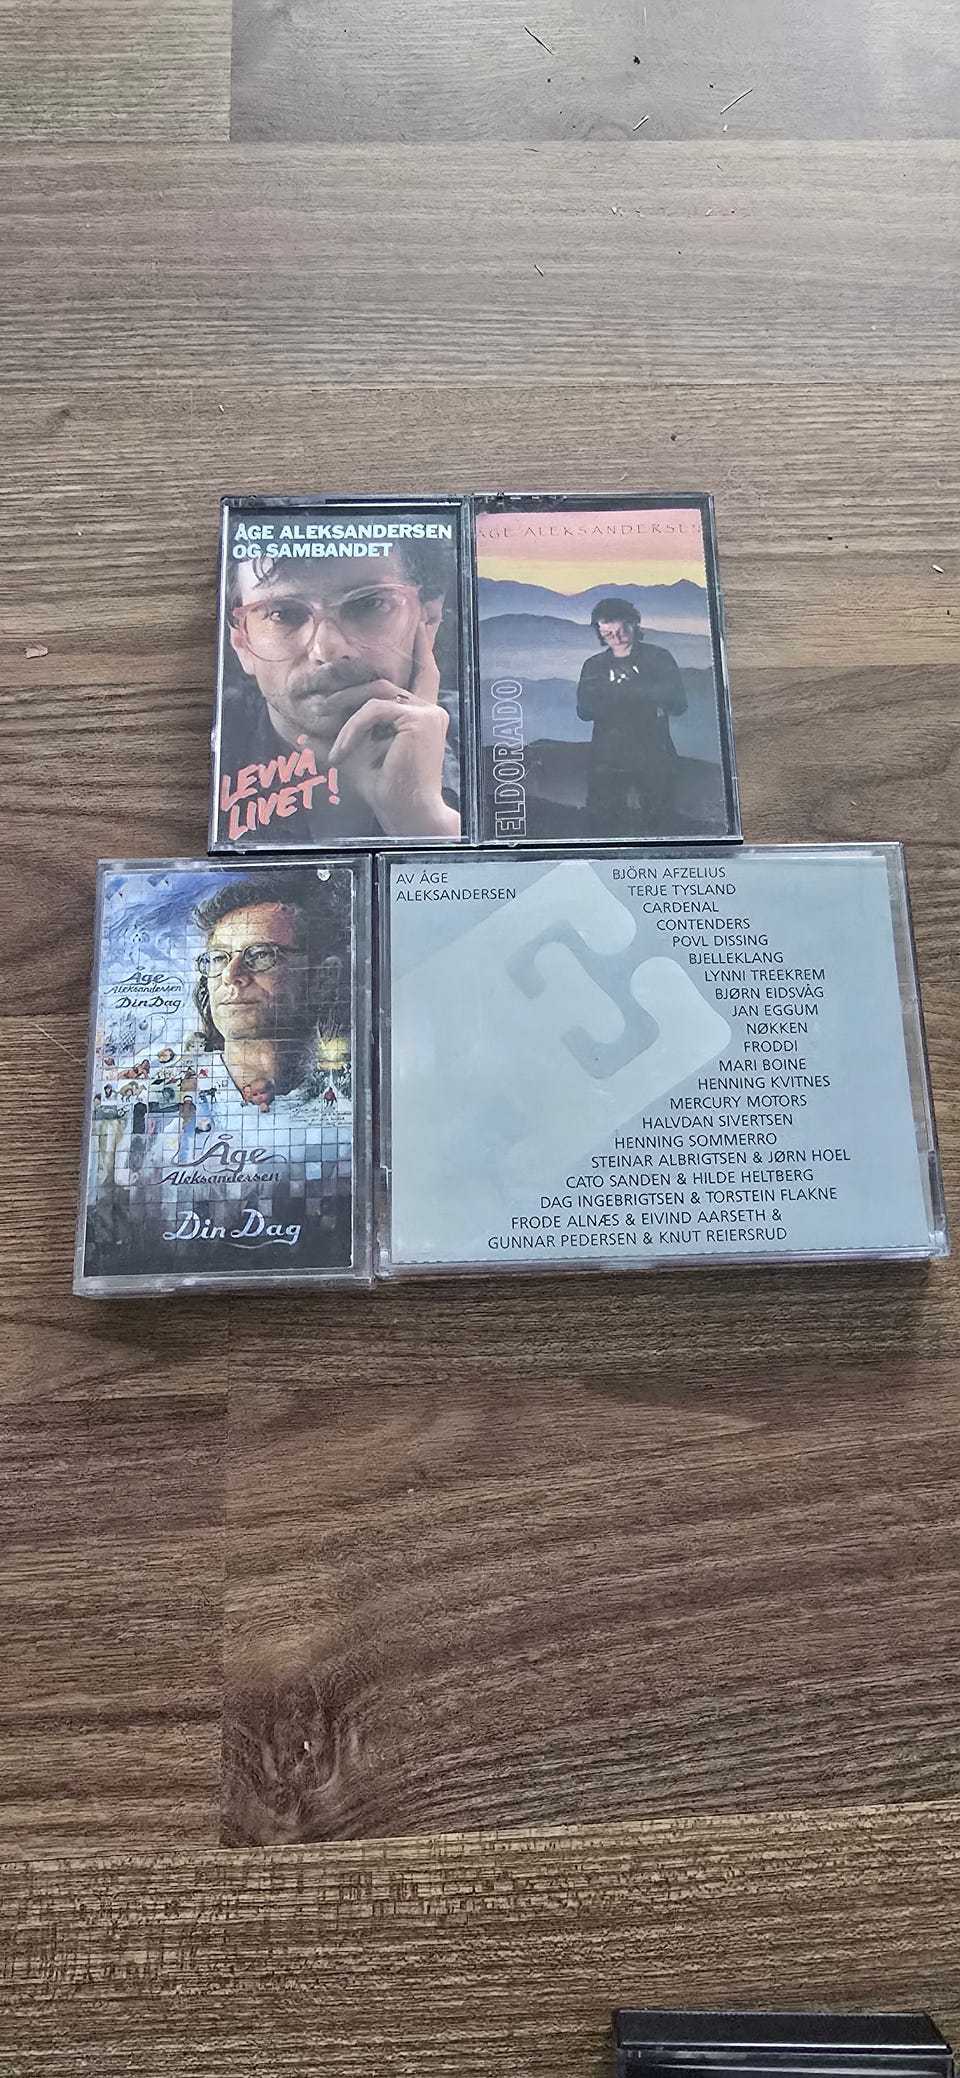 ÅGE ALEKSANDERSEN
OG SAMBANDET
LEVVA
LIVET!
ÅGE ALEKSANDERSEN
ELDORADO
Åge
Aleksandersen
Din Dag
Åge
Aleksandersen
Din Dag
AV ÅGE
ALEKSANDERSEN
BJÖRN AFZELIUS
TERJE TYSLAND
CARDENAL
CONTENDERS
POVL DISSING
BJELLEKLANG
LYNNI TREEKREM
BJØRN EIDSVÅG
JAN EGGUM
NØKKEN
FRODDI
MARI BOINE
HENNING KVITNES
MERCURY MOTORS
HALVDAN SIVERTSEN
HENNING SOMMERRO
STEINAR ALBRIGTSEN & JØRN HOEL
CATO SANDEN & HILDE HELTBERG
DAG INGEBRIGTSEN & TORSTEIN FLAKNE
FRODE ALNÆS & EIVIND AARSETH &
GUNNAR PEDERSEN & KNUT REIERSRUD